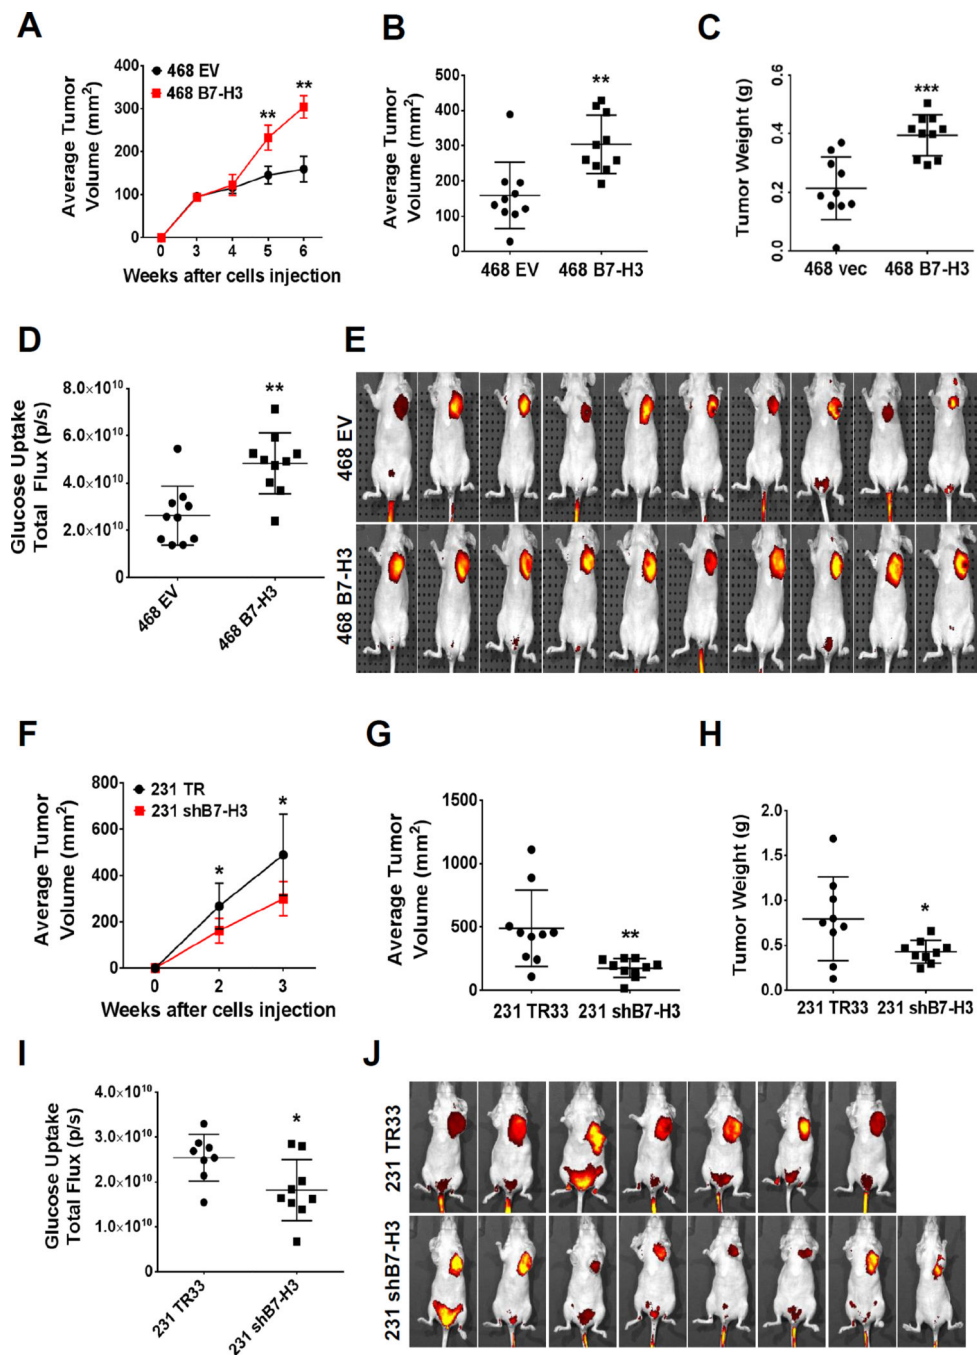 A
Average Tumor
Volume (mm²)
400
300
200
100
0
468 EV
468 B7-H3
**
**
0 3 4 5 6
Weeks after cells injection
B
Average Tumor
Volume (mm²)
500
400
300
200
100
0
**
468 EV 468 B7-H3
C
Tumor Weight (g)
0.6
0.4
0.2
0.0
***
468 vec 468 B7-H3
D
Glucose Uptake
Total Flux (p/s)
8.0×10¹⁰
6.0×10¹⁰
4.0×10¹⁰
2.0×10¹⁰
0
**
468 EV
468 B7-H3
E
468 EV
468 B7-H3
F
Average Tumor
Volume (mm²)
800
600
400
200
0
231 TR
231 shB7-H3
*
*
0 2 3
Weeks after cells injection
G
Average Tumor
Volume (mm²)
1500
1000
500
0
**
231 TR33 231 shB7-H3
H
Tumor Weight (g)
2.0
1.5
1.0
0.5
0.0
*
231 TR33 231 shB7-H3
I
Glucose Uptake
Total Flux (p/s)
4.0×10¹⁰
3.0×10¹⁰
2.0×10¹⁰
1.0×10¹⁰
0
*
231 TR33
231 shB7-H3
J
231 TR33
231 shB7-H3